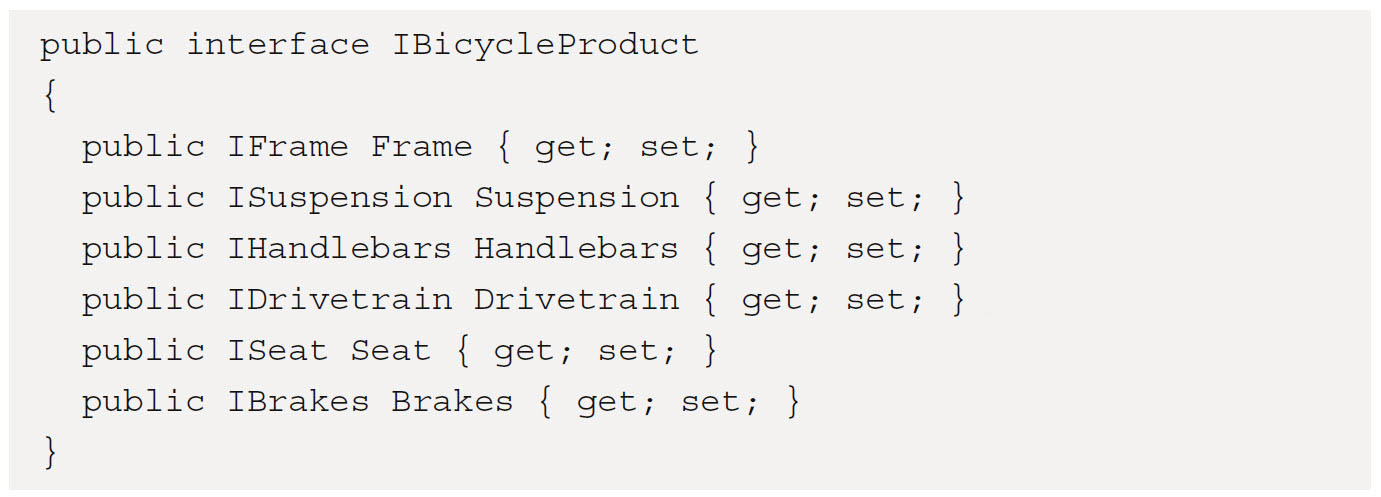 public interface IBicycleProduct
{
  public IFrame Frame { get; set; }
  public ISuspension Suspension { get; set; }
  public IHandlebars Handlebars { get; set; }
  public IDrivetrain Drivetrain { get; set; }
  public ISeat Seat { get; set; }
  public IBrakes Brakes { get; set; }
}